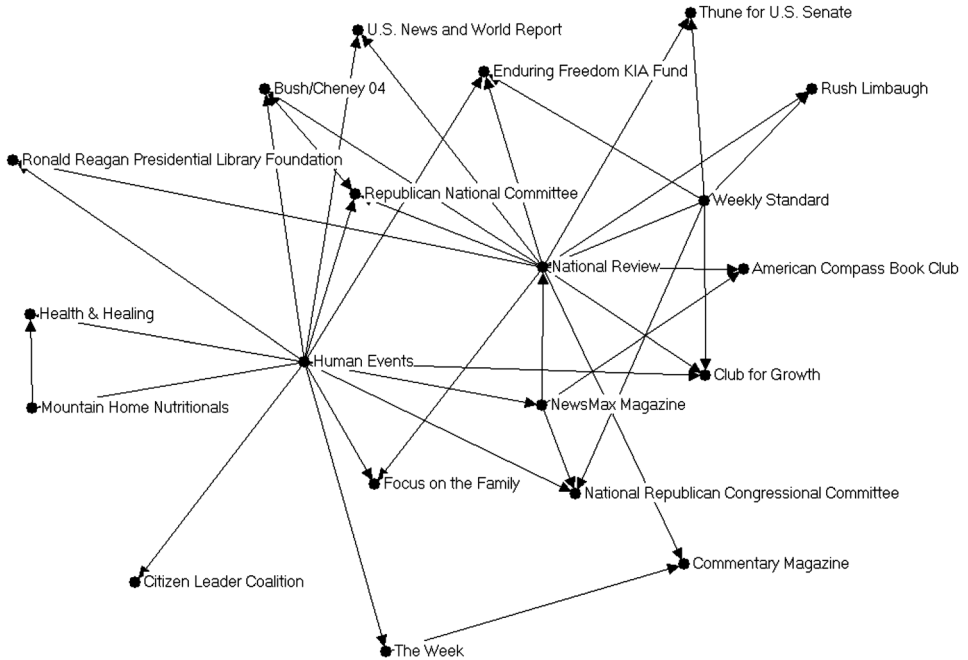 Thune for U.S. Senate
U.S. News and World Report
Enduring Freedom KIA Fund
Bush/Cheney 04
Rush Limbaugh
Ronald Reagan Presidential Library Foundation
Republican National Committee
Weekly Standard
National Review
American Compass Book Club
Health & Healing
Human Events
Club for Growth
Mountain Home Nutritionals
NewsMax Magazine
Focus on the Family
National Republican Congressional Committee
Commentary Magazine
Citizen Leader Coalition
The Week